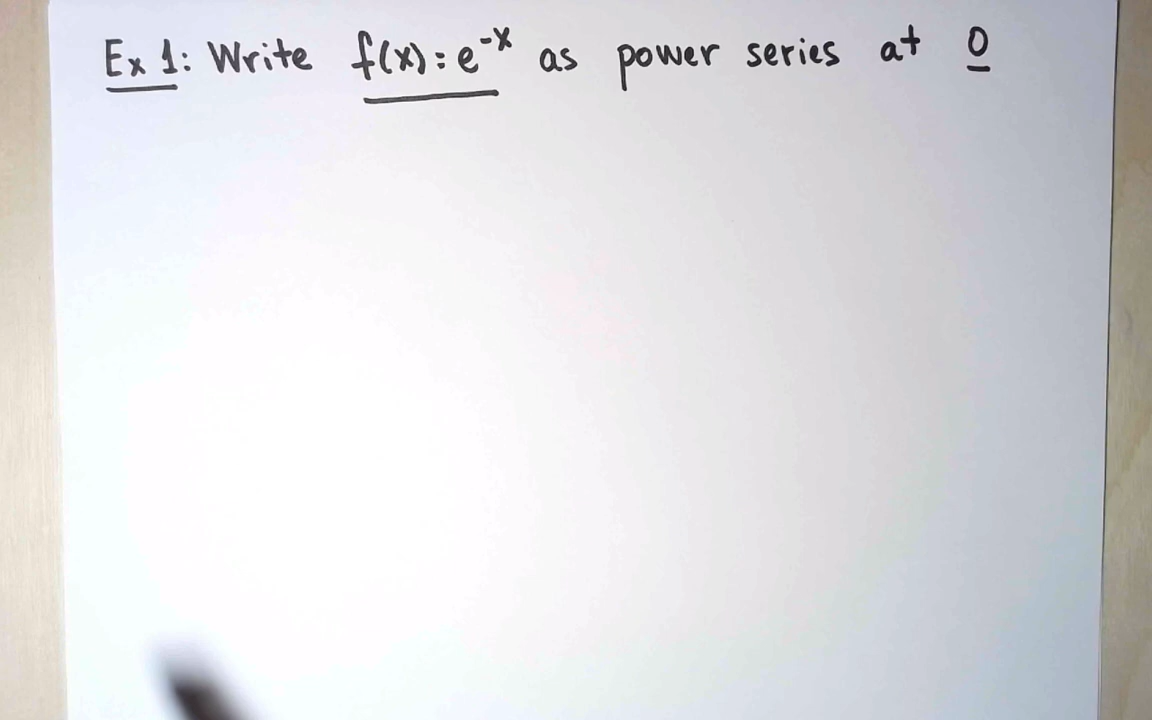 Ex 1: Write f(x) = e^-x as power series at 0